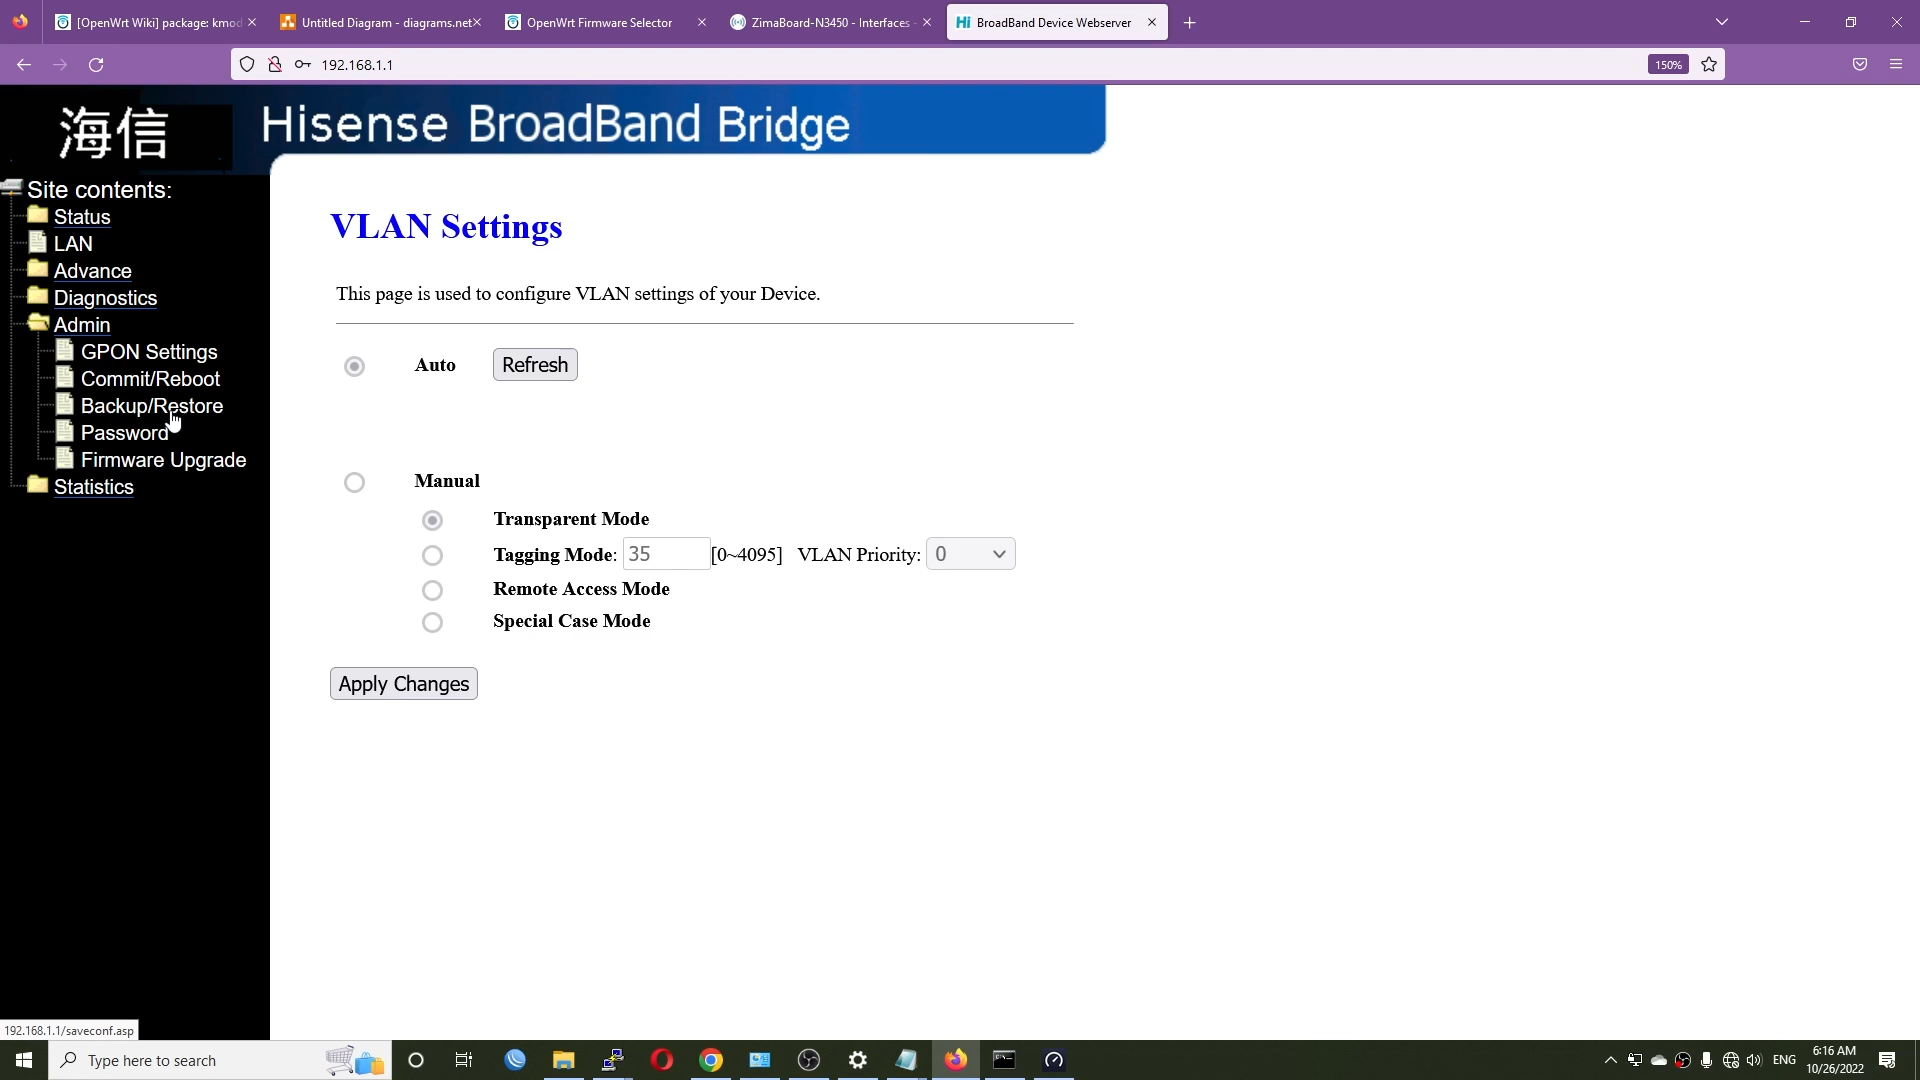 [OpenWrt Wiki] package: kmod
Untitled Diagram - diagrams.net
OpenWrt Firmware Selector
ZimaBoard-N3450 - Interfaces -
Hi BroadBand Device Webserver
192.168.1.1
150%
海信
Hisense BroadBand Bridge
Site contents:
Status
LAN
Advance
Diagnostics
Admin
GPON Settings
Commit/Reboot
Backup/Restore
Password
Firmware Upgrade
Statistics
VLAN Settings
This page is used to configure VLAN settings of your Device.
Auto Refresh
Manual
Transparent Mode
Tagging Mode: 35 [0~4095] VLAN Priority: 0
Remote Access Mode
Special Case Mode
Apply Changes
192.168.1.1/saveconf.asp
Type here to search
ENG
6:16 AM
10/26/2022